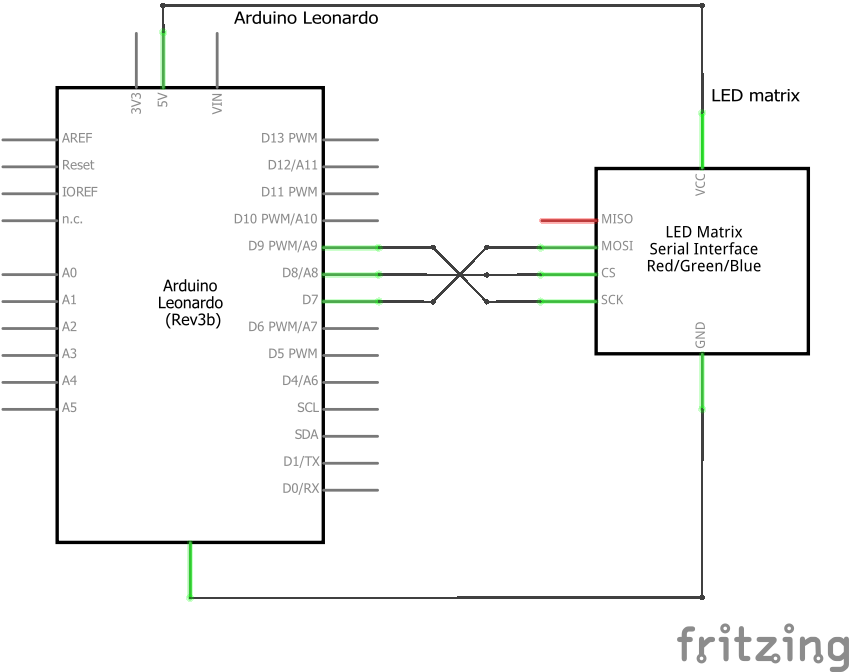 Arduino Leonardo
3V3
5V
VIN
AREF
Reset
IOREF
n.c.
A0
A1
A2
A3
A4
A5
Arduino
Leonardo
(Rev3b)
D13 PWM
D12/A11
D11 PWM
D10 PWM/A10
D9 PWM/A9
D8/A8
D7
D6 PWM/A7
D5 PWM
D4/A6
SCL
SDA
D1/TX
D0/RX
LED matrix
VCC
MISO
MOSI
CS
SCK
LED Matrix
Serial Interface
Red/Green/Blue
GND
fritzing